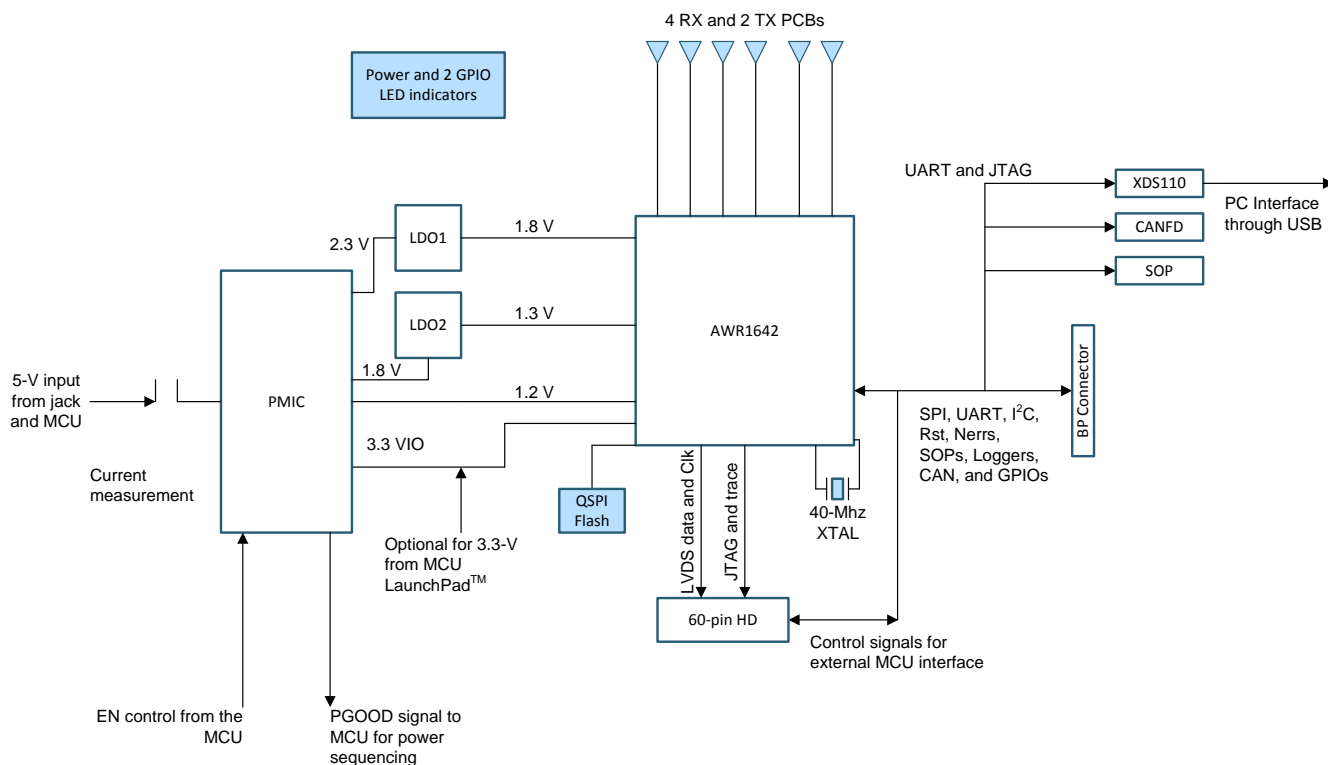 4 RX and 2 TX PCBs
Power and 2 GPIO
LED indicators
UART and JTAG
XDS110
PC Interface
through USB
CANFD
SOP
LDO1
1.8 V
2.3 V
LDO2
1.3 V
AWR1642
1.8 V
5-V input
from jack
and MCU
PMIC
1.2 V
3.3 VIO
BP Connector
SPI, UART, I²C,
Rst, Nerrs,
SOPs, Loggers,
CAN, and GPIOs
Current
measurement
QSPI
Flash
LVDS data and Clk
JTAG and trace
40-Mhz
XTAL
Optional for 3.3-V
from MCU
LaunchPad™
60-pin HD
Control signals for
external MCU interface
EN control from the
MCU
PGOOD signal to
MCU for power
sequencing